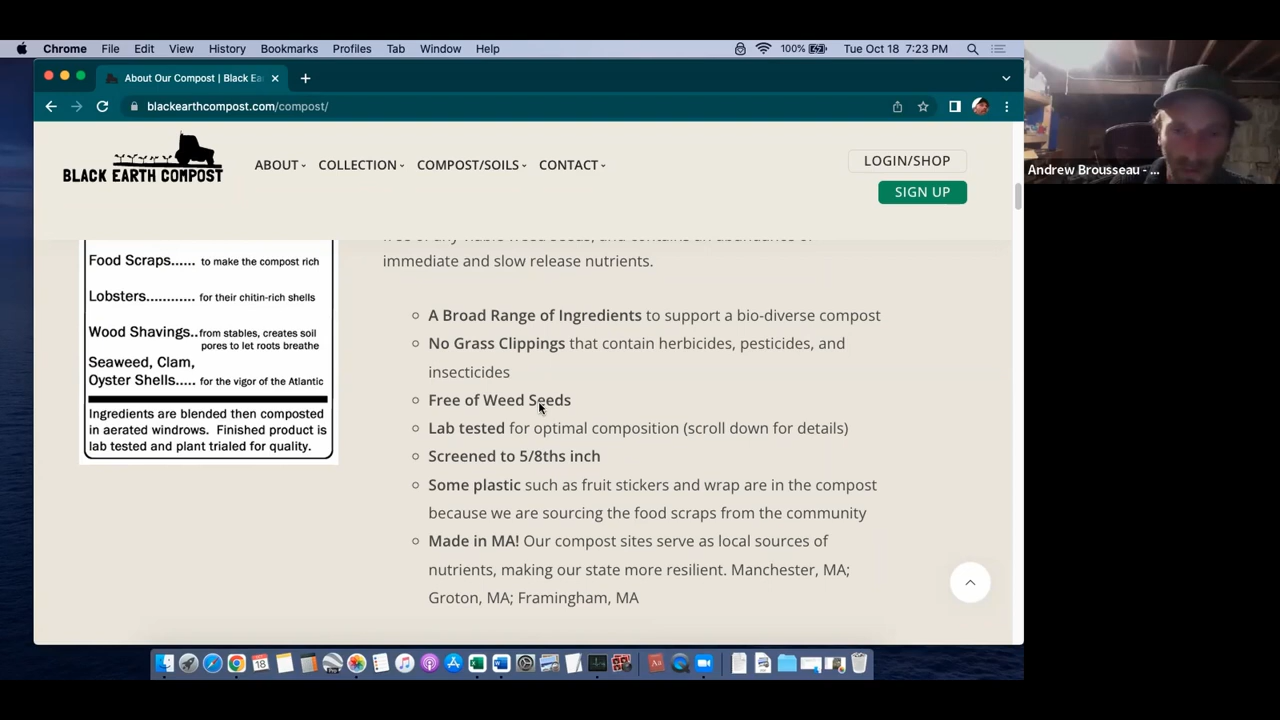 Chrome File Edit View History Bookmarks Profiles Tab Window Help 100% Tue Oct 18 7:23 PM
About Our Compost | Black Ea
blackearthcompost.com/compost/
BLACK EARTH COMPOST
ABOUT COLLECTION COMPOST/SOILS CONTACT
LOGIN/SHOP
SIGN UP
Andrew Brousseau - ...
Food Scraps...... to make the compost rich
Lobsters............ for their chitin-rich shells
Wood Shavings..from stables, creates soil
pores to let roots breathe
Seaweed, Clam,
Oyster Shells..... for the vigor of the Atlantic
Ingredients are blended then composted
in aerated windrows. Finished product is
lab tested and plant trialed for quality.
immediate and slow release nutrients.
A Broad Range of Ingredients to support a bio-diverse compost
No Grass Clippings that contain herbicides, pesticides, and
insecticides
Free of Weed Seeds
Lab tested for optimal composition (scroll down for details)
Screened to 5/8ths inch
Some plastic such as fruit stickers and wrap are in the compost
because we are sourcing the food scraps from the community
Made in MA! Our compost sites serve as local sources of
nutrients, making our state more resilient. Manchester, MA;
Groton, MA; Framingham, MA
18